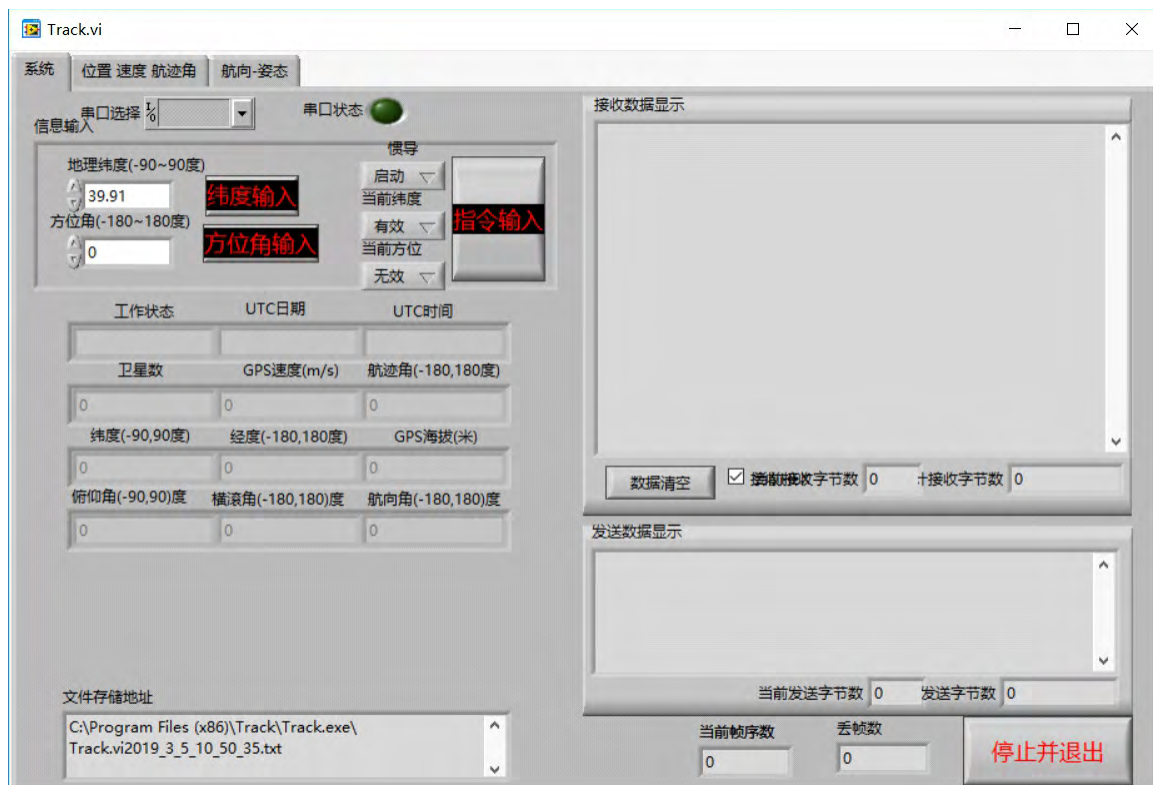 Track.vi
系统
位置 速度 航迹角
航向-姿态
串口选择
串口状态
信息输入
地理纬度(-90~90度)
39.91
纬度输入
方位角(-180~180度)
0
方位角输入
惯导
启动
当前纬度
有效
当前方位
无效
指令输入
工作状态 UTC日期 UTC时间
卫星数 GPS速度(m/s) 航迹角(-180,180度)
0 0 0
纬度(-90,90度) 经度(-180,180度) GPS海拔(米)
0 0 0
俯仰角(-90,90)度 横滚角(-180,180)度 航向角(-180,180)度
0 0 0
文件存储地址
C:\Program Files (x86)\Track\Track.exe\
Track.vi2019_3_5_10_50_35.txt
接收数据显示
数据清空
字节数 0
接收字节数 0
发送数据显示
当前发送字节数 0
发送字节数 0
当前帧序数
0
丢帧数
0
停止并退出